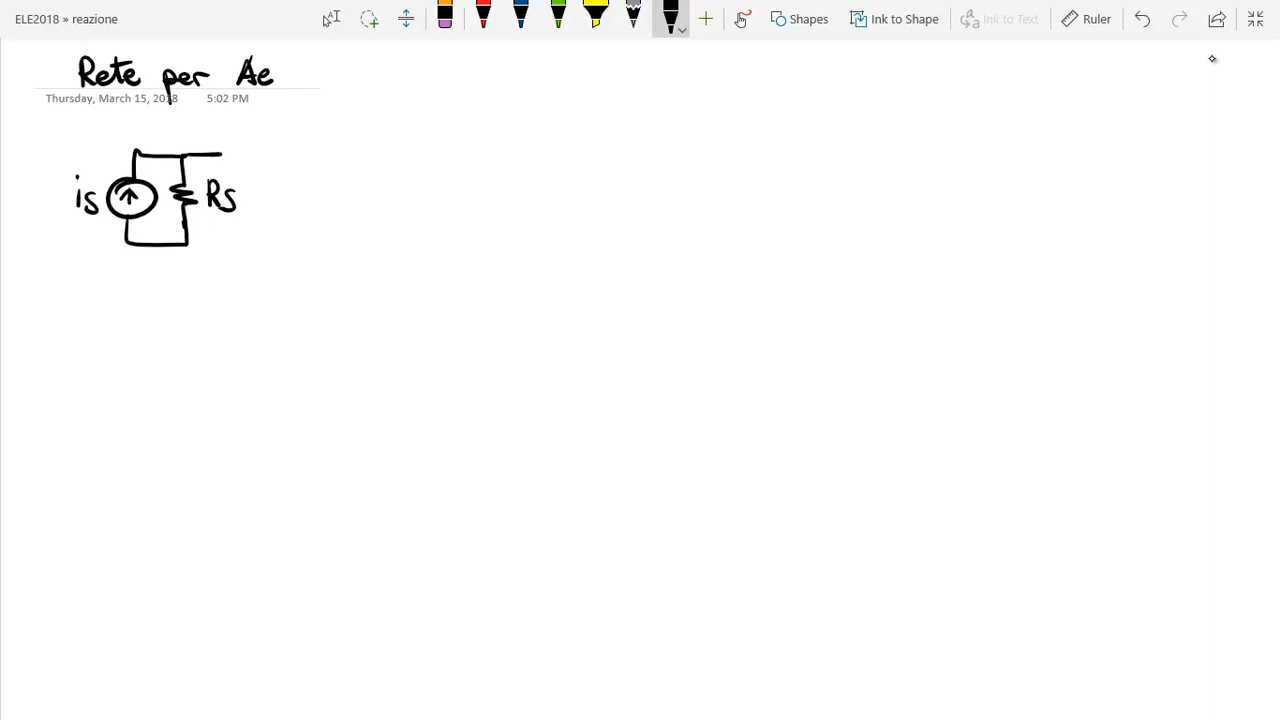 ELE2018 » reazione
Shapes
Ink to Shape
Ink to Text
Ruler
Rete per Ae
Thursday, March 15, 2018 5:02 PM
is
Rs